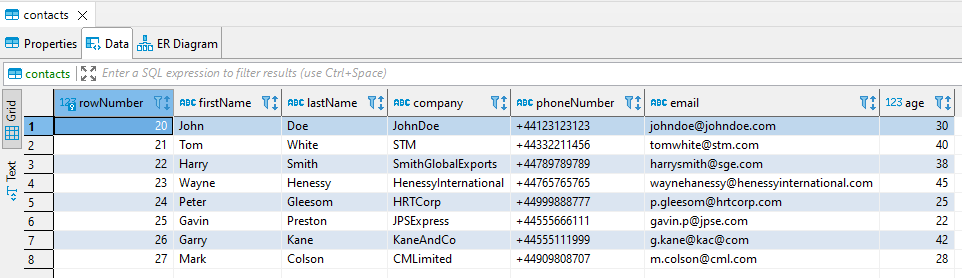 contacts
Properties Data ER Diagram
contacts Enter a SQL expression to filter results (use Ctrl+Space)
Grid
Text
123 rowNumber ABC firstName ABC lastName ABC company ABC phoneNumber ABC email 123 age
1 20 John Doe JohnDoe +44123123123 johndoe@johndoe.com 30
2 21 Tom White STM +44332211456 tomwhite@stm.com 40
3 22 Harry Smith SmithGlobalExports +44789789789 harrysmith@sge.com 38
4 23 Wayne Henessy HenessyInternational +44765765765 waynehanessy@henessyinternational.com 45
5 24 Peter Gleesom HRTCorp +44999888777 p.gleesom@hrtcorp.com 25
6 25 Gavin Preston JPSExpress +44555666111 gavin.p@jpse.com 22
7 26 Garry Kane KaneAndCo +44555111999 g.kane@kac@com 42
8 27 Mark Colson CMLimited +44909808707 m.colson@cml.com 28